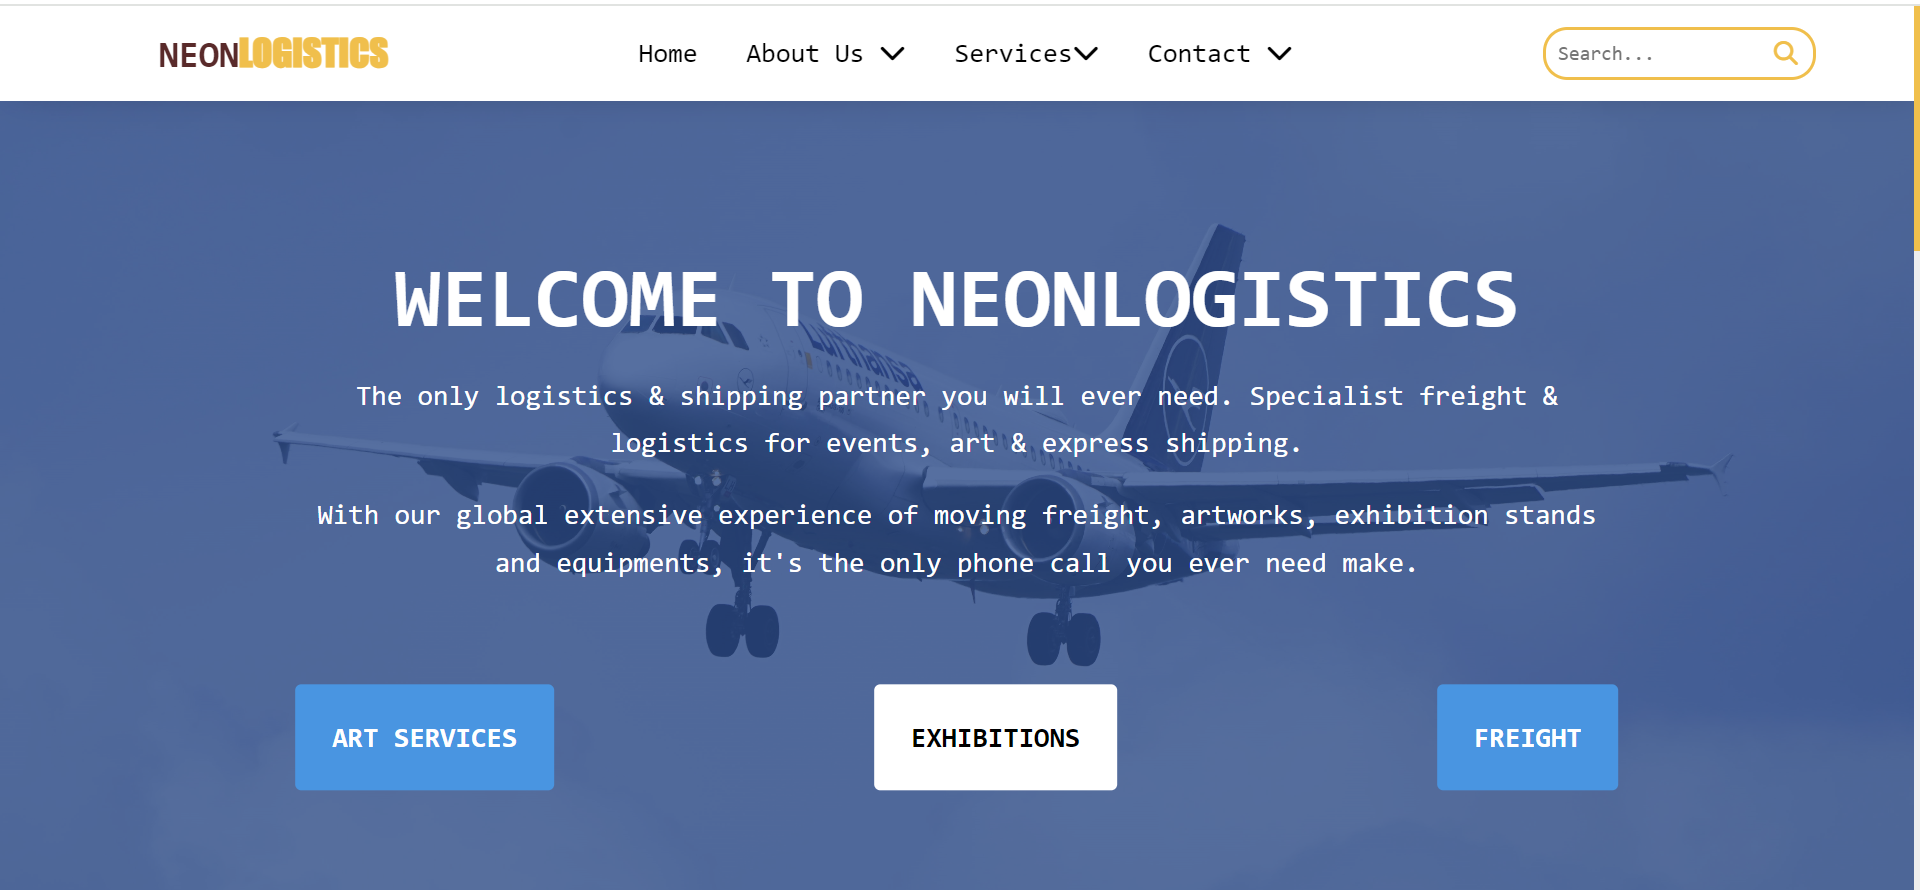 NEONLOGISTICS
Home About Us Services Contact
Search...
WELCOME TO NEONLOGISTICS
Lufthansa
The only logistics & shipping partner you will ever need. Specialist freight &
logistics for events, art & express shipping.
With our global extensive experience of moving freight, artworks, exhibition stands
and equipments, it's the only phone call you ever need make.
ART SERVICES
EXHIBITIONS
FREIGHT